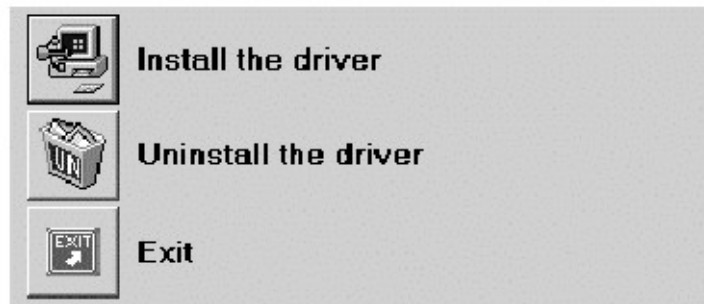 Install the driver
UN
Uninstall the driver
EXIT
Exit